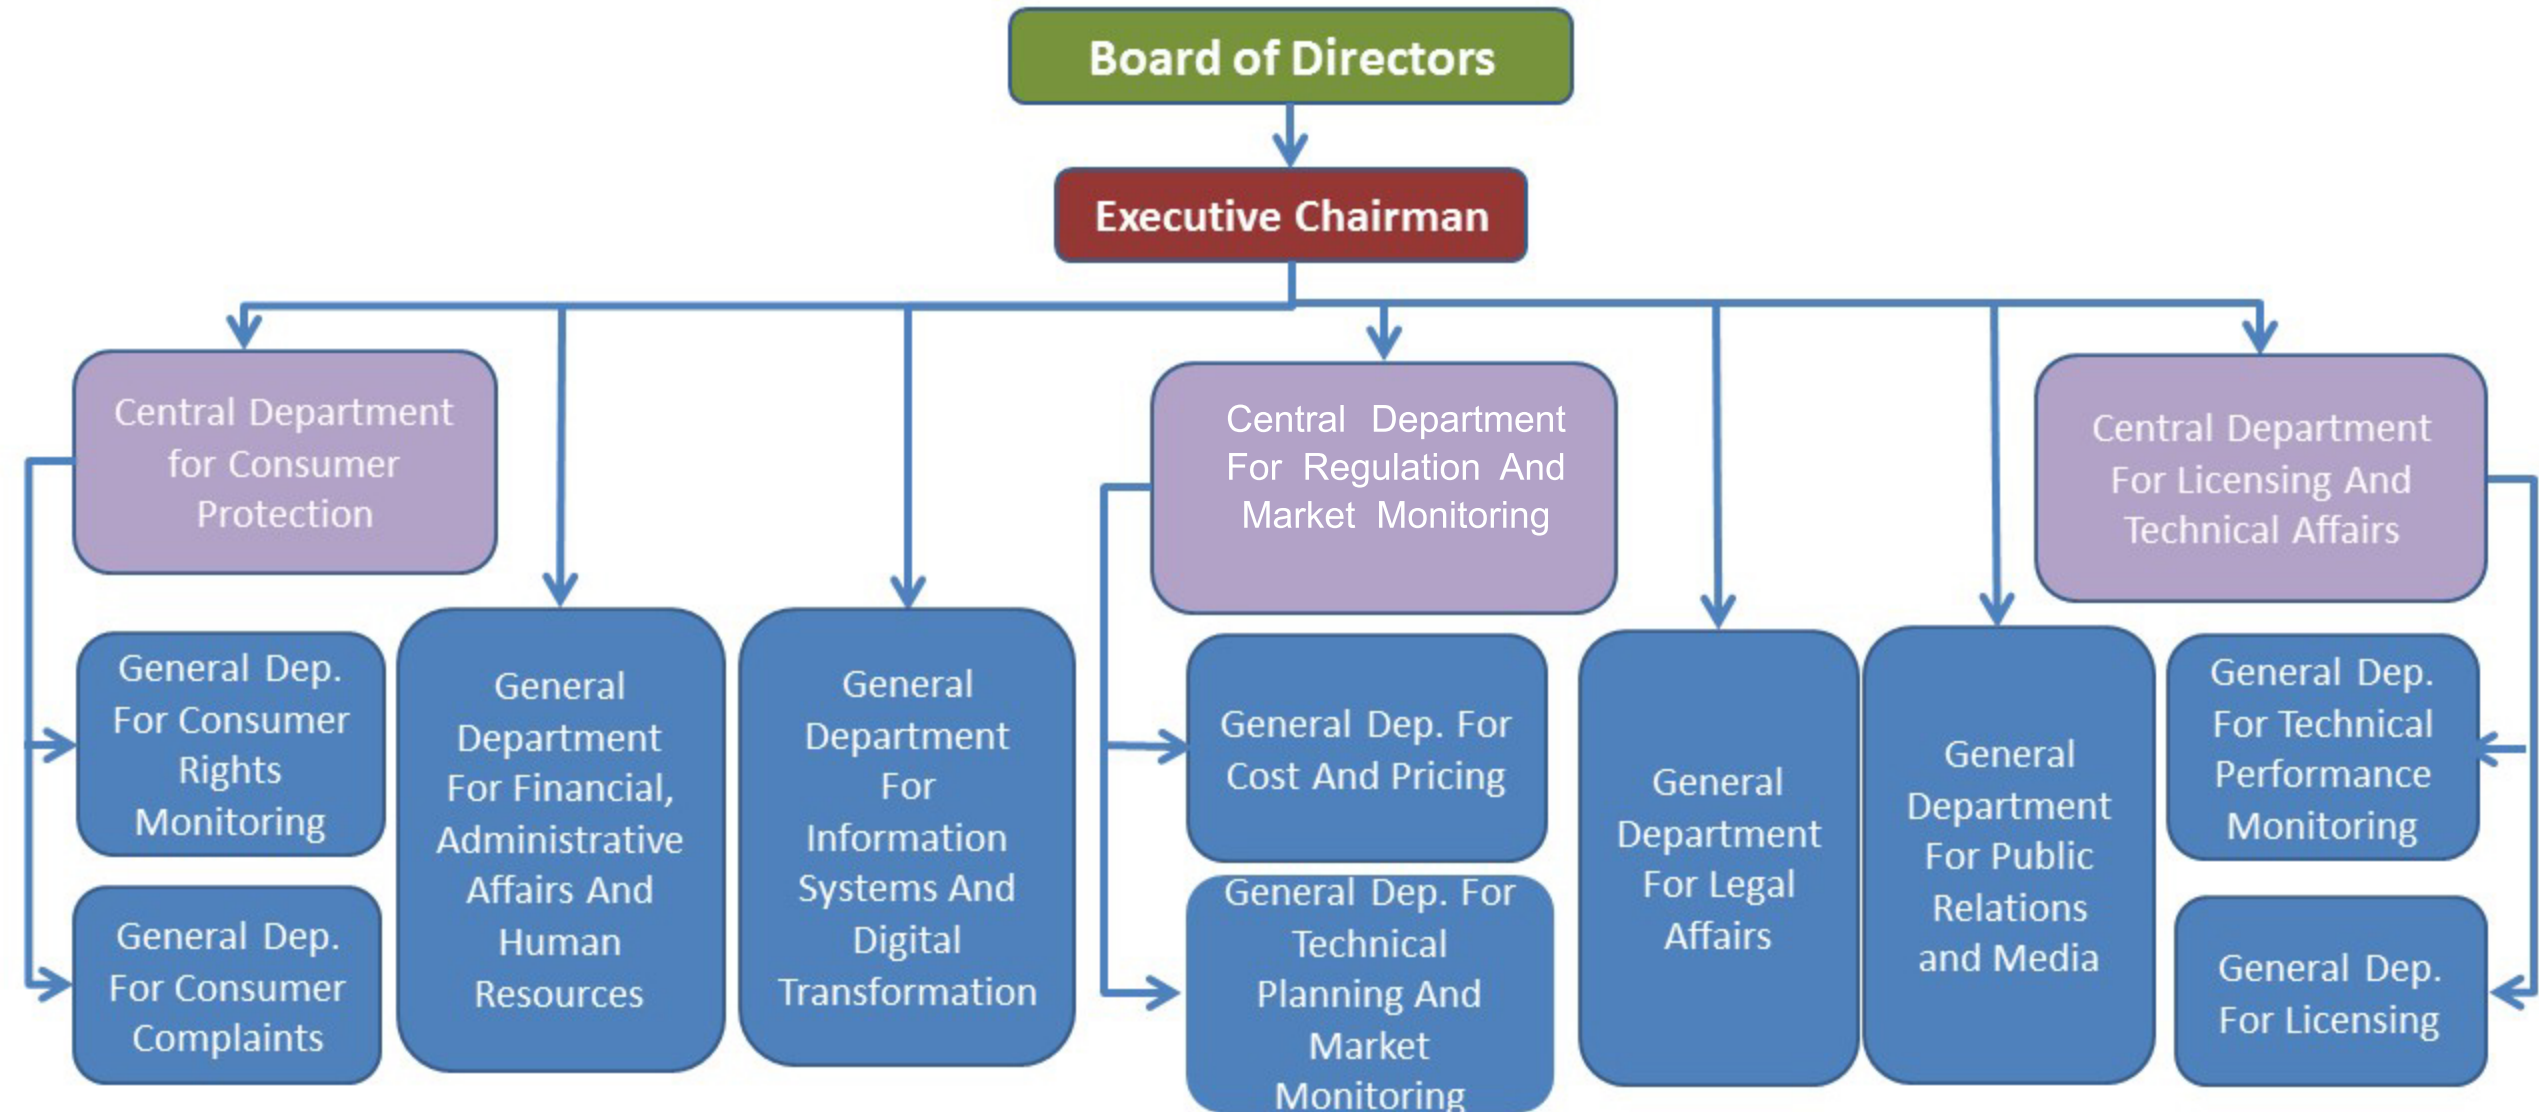 Board of Directors
Executive Chairman
Central Department
for Consumer
Protection
Central Department
For Regulation And
Market Monitoring
Central Department
For Licensing And
Technical Affairs
General Dep.
For Consumer
Rights
Monitoring
General Dep.
For Consumer
Complaints
General
Department
For Financial,
Administrative
Affairs And
Human
Resources
General
Department
For
Information
Systems And
Digital
Transformation
General Dep. For
Cost And Pricing
General Dep. For
Technical
Planning And
Market
Monitoring
General
Department
For Legal
Affairs
General
Department
For Public
Relations
and Media
General Dep.
For Technical
Performance
Monitoring
General Dep.
For Licensing